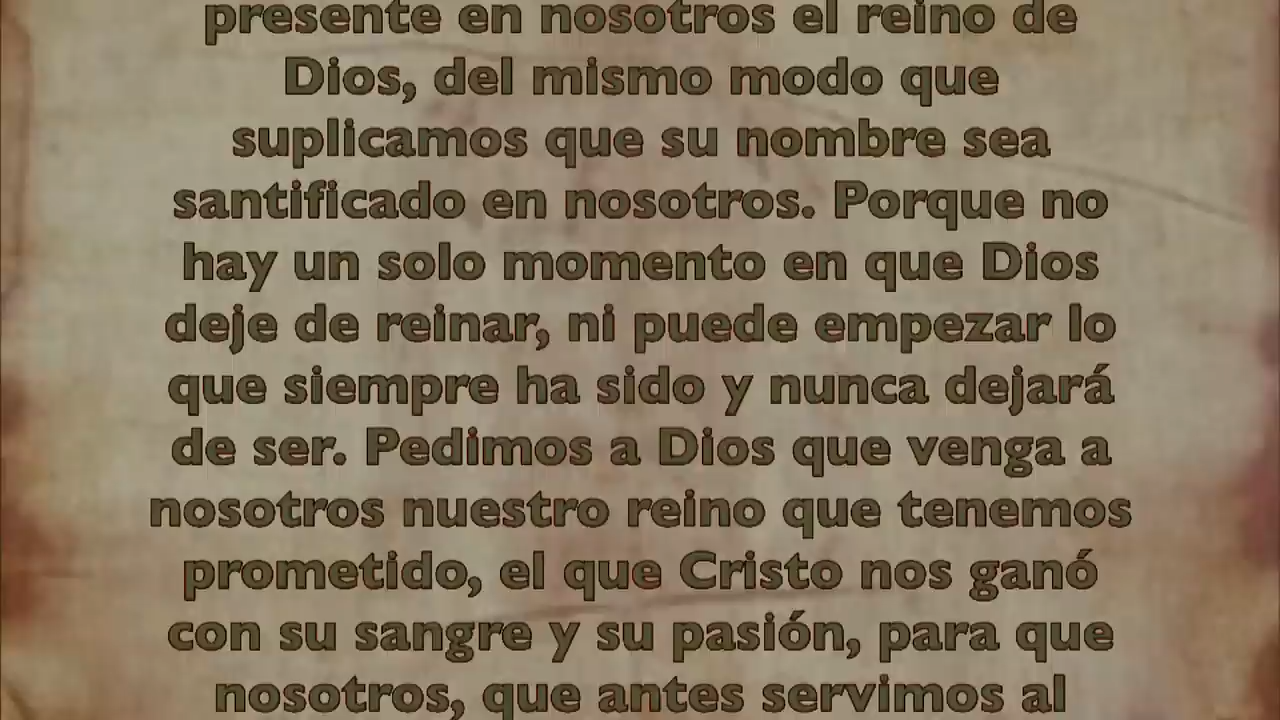 presente en nosotros el reino de
Dios, del mismo modo que
suplicamos que su nombre sea
santificado en nosotros. Porque no
hay un solo momento en que Dios
deje de reinar, ni puede empezar lo
que siempre ha sido y nunca dejará
de ser. Pedimos a Dios que venga a
nosotros nuestro reino que tenemos
prometido, el que Cristo nos ganó
con su sangre y su pasión, para que
nosotros, que antes servimos al